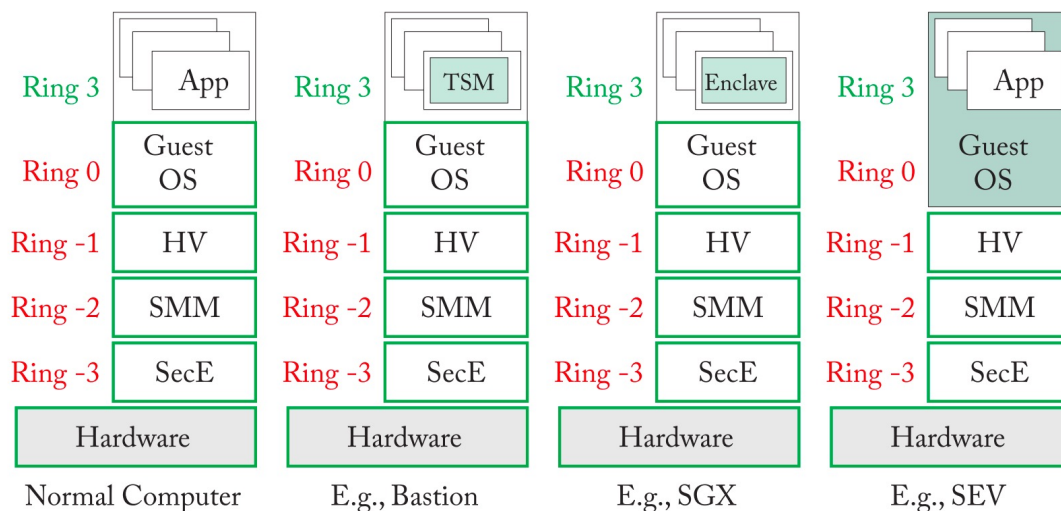 Ring 3
App
Ring 0
Guest
OS
Ring -1
HV
Ring -2
SMM
Ring -3
SecE
Hardware
Normal Computer
Ring 3
TSM
Ring 0
Guest
OS
Ring -1
HV
Ring -2
SMM
Ring -3
SecE
Hardware
E.g., Bastion
Ring 3
Enclave
Ring 0
Guest
OS
Ring -1
HV
Ring -2
SMM
Ring -3
SecE
Hardware
E.g., SGX
Ring 3
App
Ring 0
Guest
OS
Ring -1
HV
Ring -2
SMM
Ring -3
SecE
Hardware
E.g., SEV